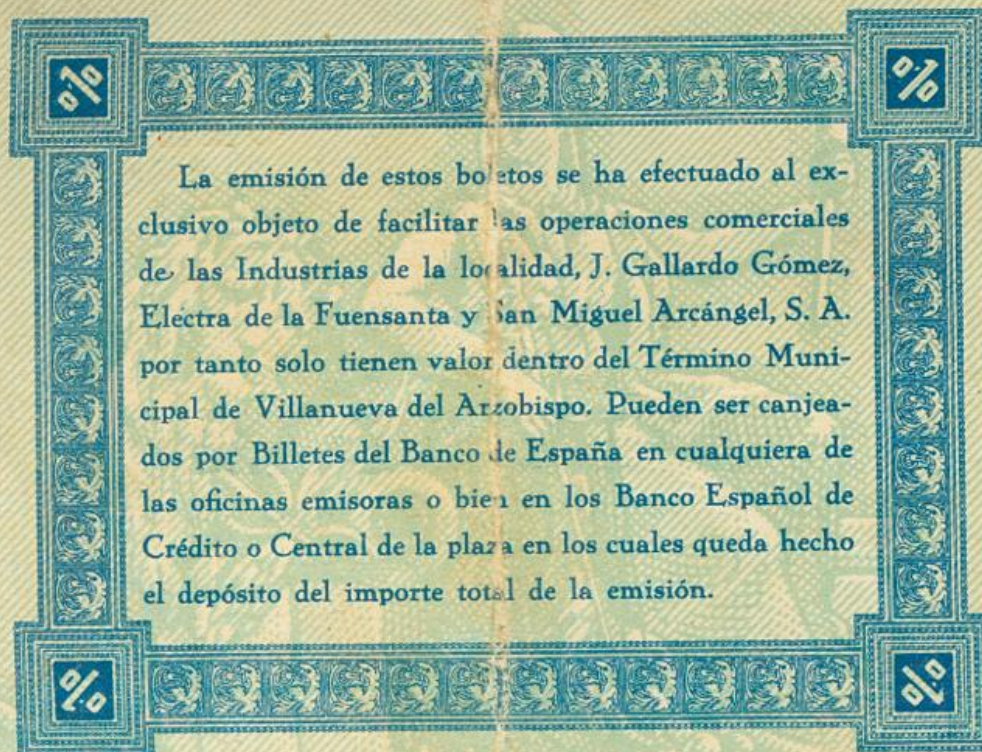 La emisión de estos boletos se ha efectuado al ex-
clusivo objeto de facilitar las operaciones comerciales
de las Industrias de la localidad, J. Gallardo Gómez,
Electra de la Fuensanta y San Miguel Arcángel, S. A.
por tanto solo tienen valor dentro del Término Muni-
cipal de Villanueva del Arzobispo. Pueden ser canjea-
dos por Billetes del Banco de España en cualquiera de
las oficinas emisoras o bien en los Banco Español de
Crédito o Central de la plaza en los cuales queda hecho
el depósito del importe total de la emisión.